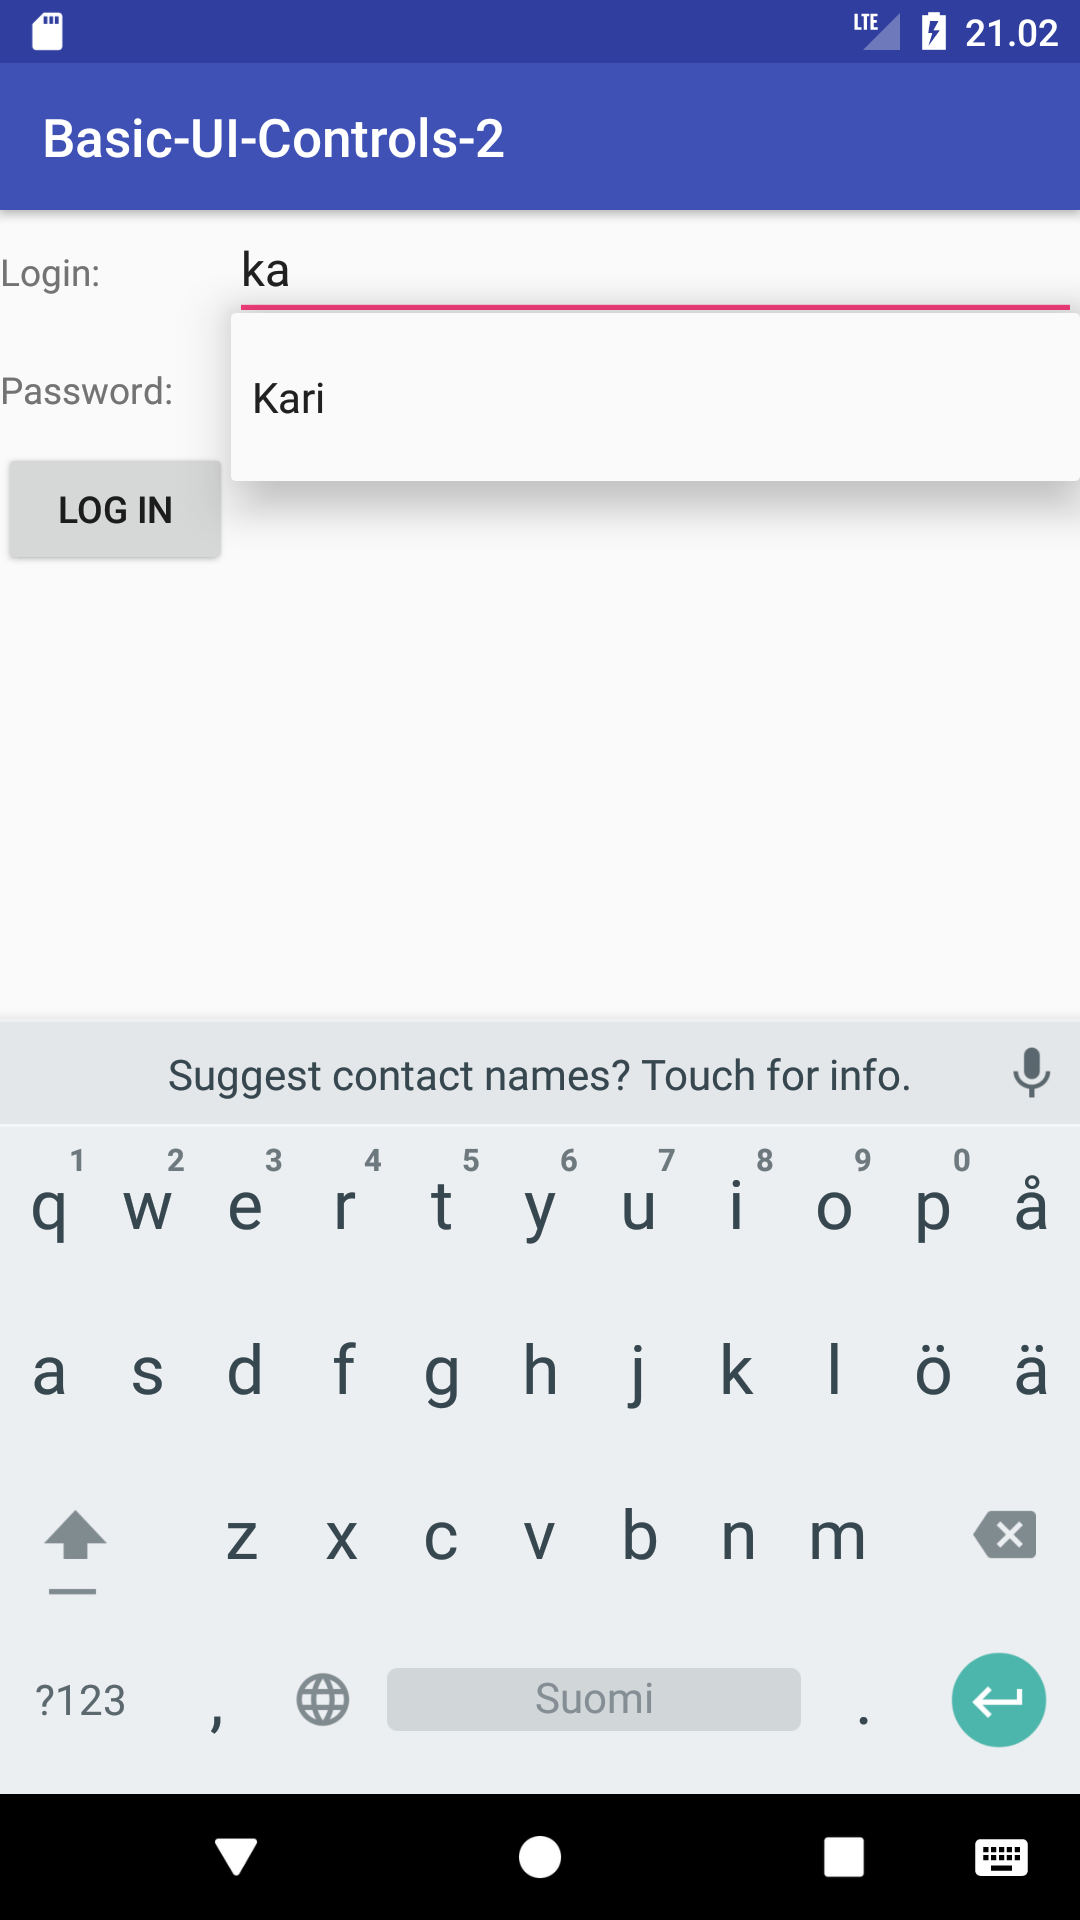 LTE 21.02
Basic-UI-Controls-2
Login: ka
Kari
Password:
LOG IN
Suggest contact names? Touch for info.
1 2 3 4 5 6 7 8 9 0
q w e r t y u i o p å
a s d f g h j k l ö ä
z x c v b n m
?123 , Suomi .